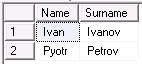 Name Surname
1 Ivan Ivanov
2 Pyotr Petrov